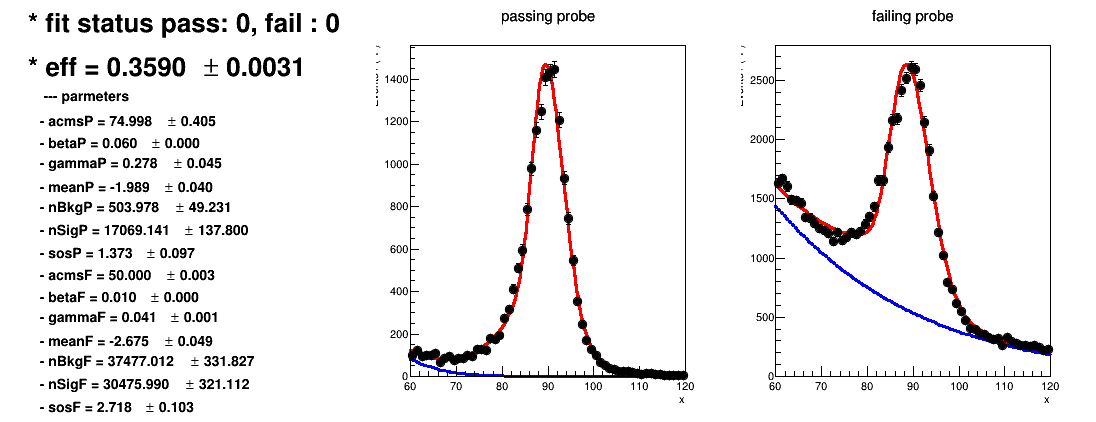 * fit status pass: 0, fail : 0
* eff = 0.3590 ± 0.0031
--- parmeters
- acmsP = 74.998 ± 0.405
- betaP = 0.060 ± 0.000
- gammaP = 0.278 ± 0.045
- meanP = -1.989 ± 0.040
- nBkgP = 503.978 ± 49.231
- nSigP = 17069.141 ± 137.800
- sosP = 1.373 ± 0.097
- acmsF = 50.000 ± 0.003
- betaF = 0.010 ± 0.000
- gammaF = 0.041 ± 0.001
- meanF = -2.675 ± 0.049
- nBkgF = 37477.012 ± 331.827
- nSigF = 30475.990 ± 321.112
- sosF = 2.718 ± 0.103
passing probe
1400
1200
1000
800
600
400
200
0
60 70 80 90 100 110 120
x
failing probe
2500
2000
1500
1000
500
0
60 70 80 90 100 110 120
x